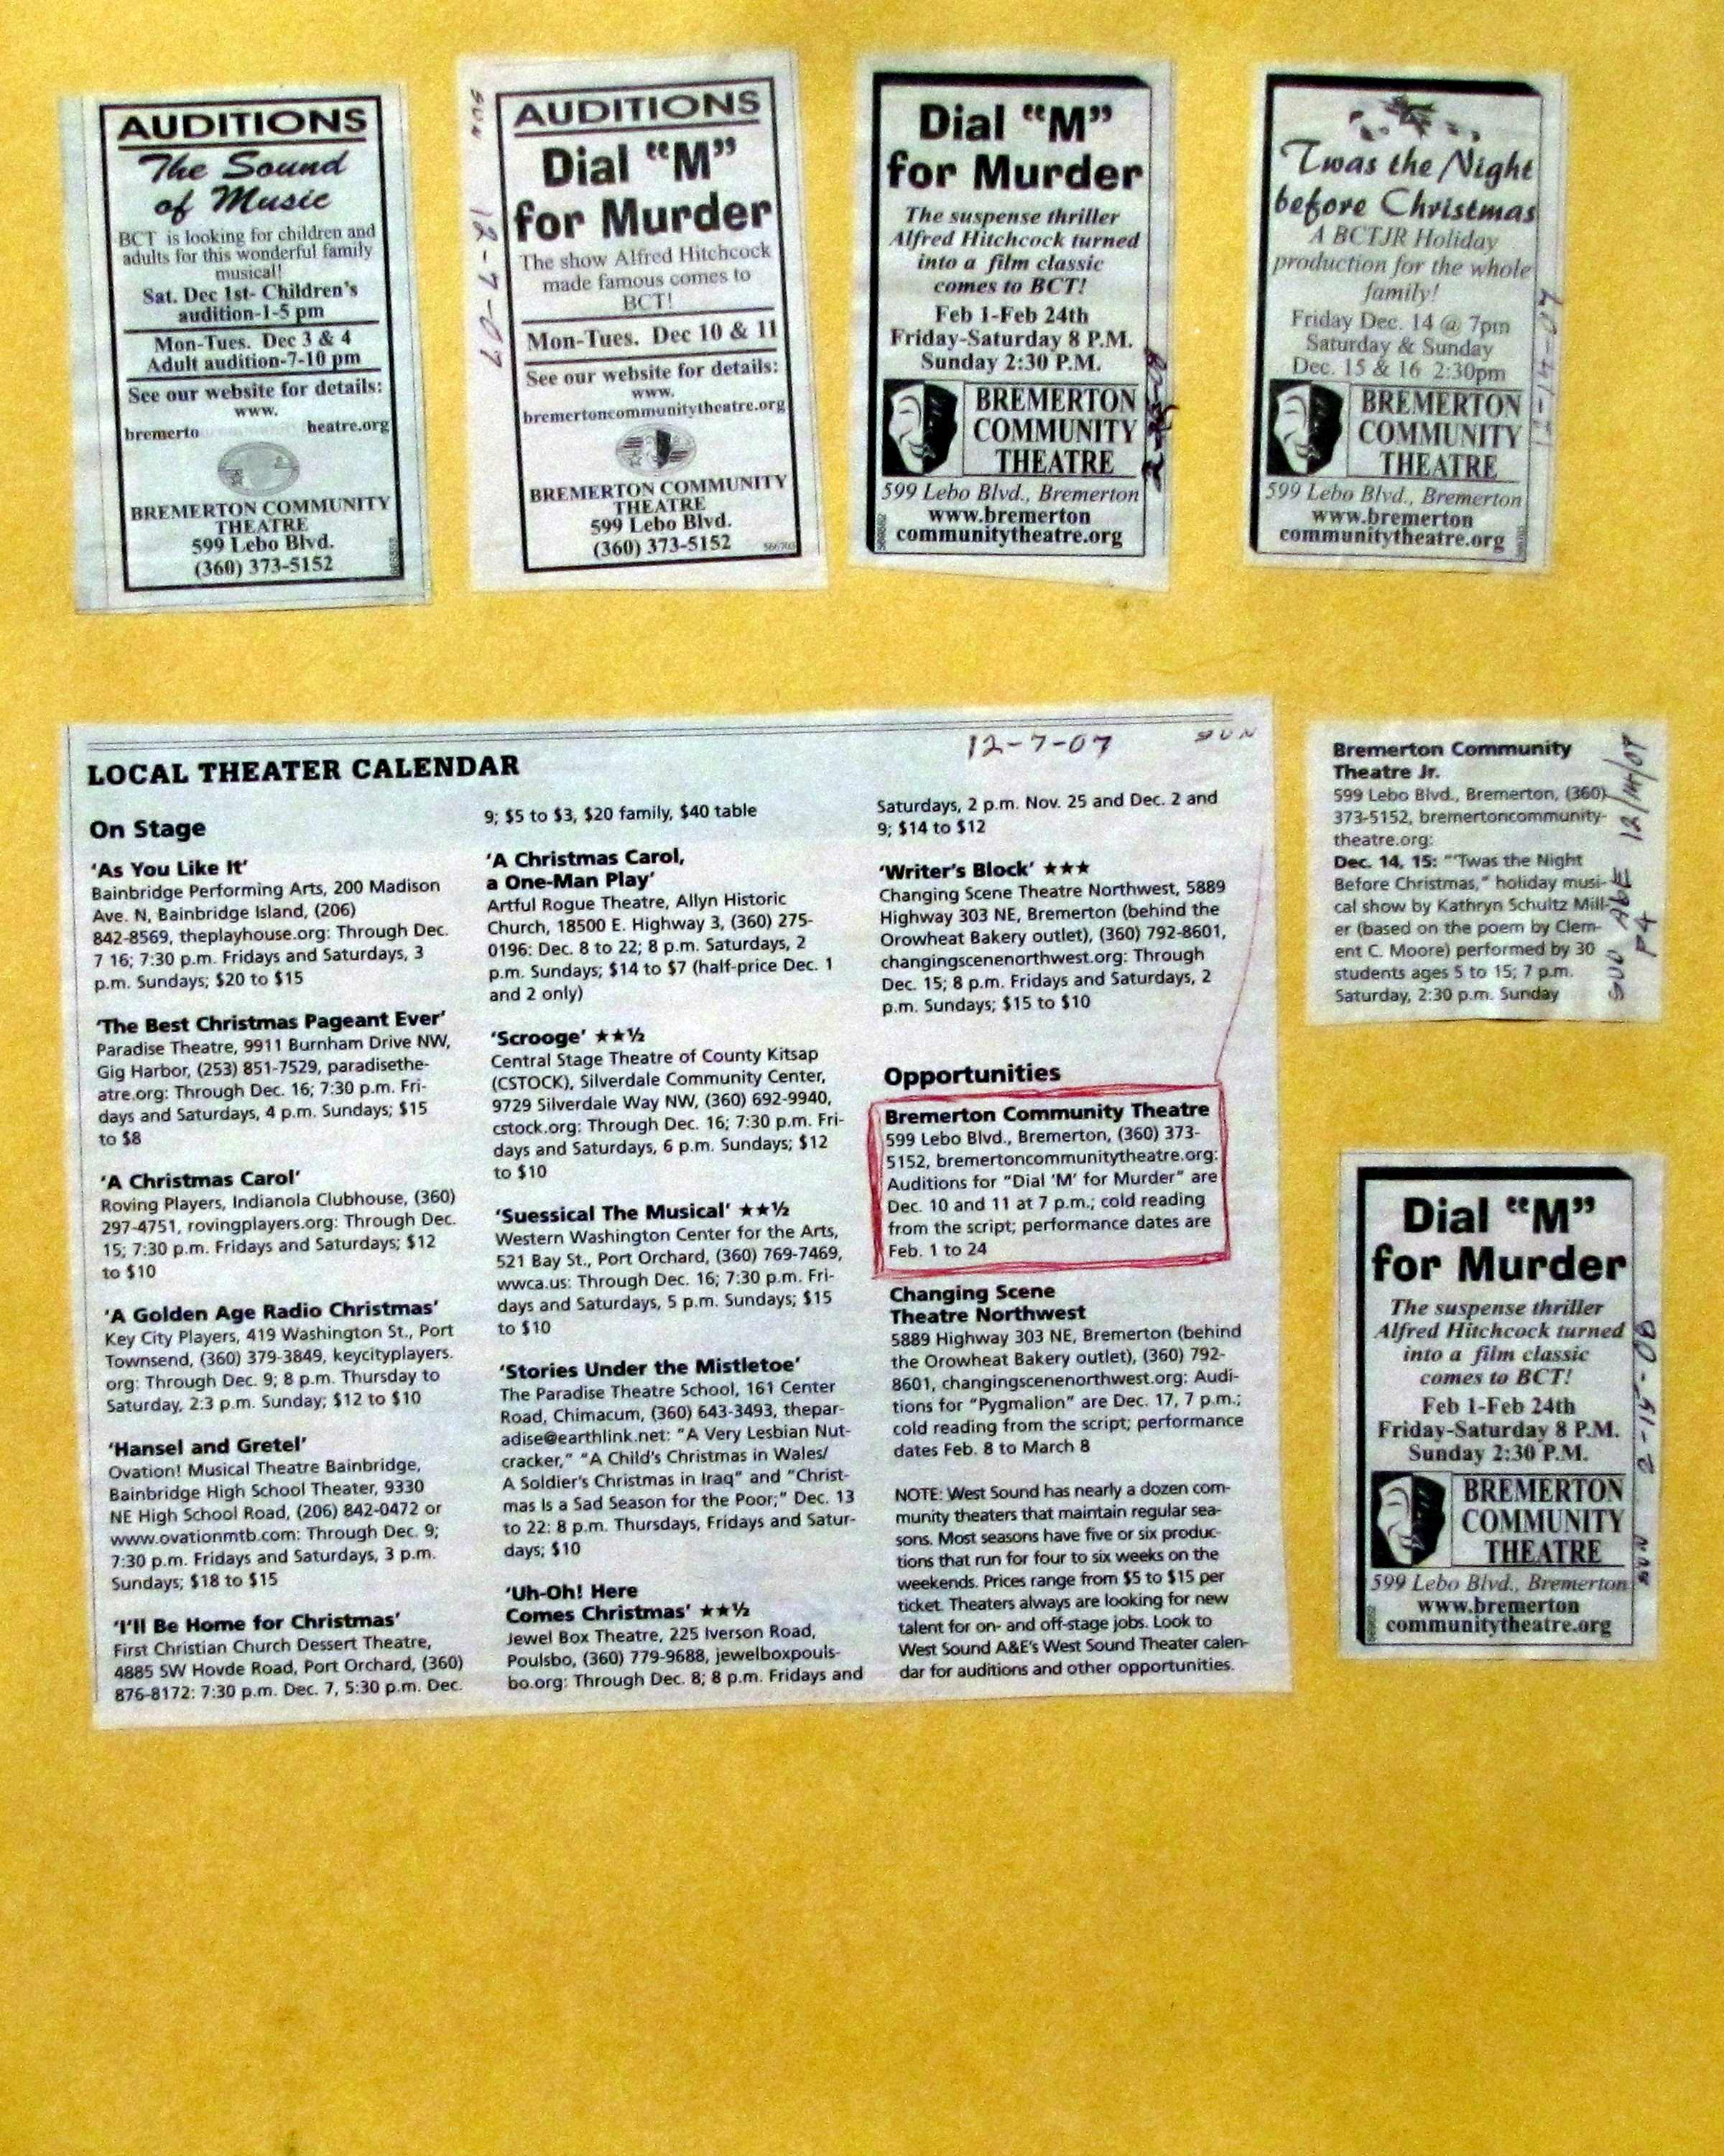 AUDITIONS
The Sound
of Music
BCT is looking for children and
adults for this wonderful family
musical!
Sat. Dec 1st- Children's
audition-1-5 pm
Mon-Tues. Dec 3 & 4
Adult audition-7-10 pm
See our website for details:
www.
bremerto heatre.org
BREMERTON COMMUNITY
THEATRE
599 Lebo Blvd.
(360) 373-5152
SUN 12-7-07
AUDITIONS
Dial “M”
for Murder
The show Alfred Hitchcock
made famous comes to
BCT!
Mon-Tues. Dec 10 & 11
See our website for details:
www.
bremertoncommunitytheatre.org
BREMERTON COMMUNITY
THEATRE
599 Lebo Blvd.
(360) 373-5152
Dial “M”
for Murder
The suspense thriller
Alfred Hitchcock turned
into a film classic
comes to BCT!
Feb 1-Feb 24th
Friday-Saturday 8 P.M.
Sunday 2:30 P.M.
BREMERTON
COMMUNITY
THEATRE
599 Lebo Blvd., Bremerton
www.bremerton
communitytheatre.org
'Twas the Night
before Christmas
A BCTJR Holiday
production for the whole
family!
Friday Dec. 14 @ 7pm
Saturday & Sunday
Dec. 15 & 16 2:30pm
BREMERTON
COMMUNITY
THEATRE
599 Lebo Blvd., Bremerton
www.bremerton
communitytheatre.org
12-7-07 SUN
LOCAL THEATER CALENDAR
On Stage
‘As You Like It’
Bainbridge Performing Arts, 200 Madison
Ave. N, Bainbridge Island, (206)
842-8569, theplayhouse.org: Through Dec.
7 16; 7:30 p.m. Fridays and Saturdays, 3
p.m. Sundays; $20 to $15
‘The Best Christmas Pageant Ever’
Paradise Theatre, 9911 Burnham Drive NW,
Gig Harbor, (253) 851-7529, paradisethe-
atre.org: Through Dec. 16; 7:30 p.m. Fri-
days and Saturdays, 4 p.m. Sundays; $15
to $8
‘A Christmas Carol’
Roving Players, Indianola Clubhouse, (360)
297-4751, rovingplayers.org: Through Dec.
15; 7:30 p.m. Fridays and Saturdays; $12
to $10
‘A Golden Age Radio Christmas’
Key City Players, 419 Washington St., Port
Townsend, (360) 379-3849, keycityplayers.
org: Through Dec. 9; 8 p.m. Thursday to
Saturday, 2:3 p.m. Sunday; $12 to $10
‘Hansel and Gretel’
Ovation! Musical Theatre Bainbridge,
Bainbridge High School Theater, 9330
NE High School Road, (206) 842-0472 or
www.ovationmtb.com: Through Dec. 9;
7:30 p.m. Fridays and Saturdays, 3 p.m.
Sundays; $18 to $15
‘I’ll Be Home for Christmas’
First Christian Church Dessert Theatre,
4885 SW Hovde Road, Port Orchard, (360)
876-8172: 7:30 p.m. Dec. 7, 5:30 p.m. Dec.
9; $5 to $3, $20 family, $40 table
‘A Christmas Carol,
a One-Man Play’
Artful Rogue Theatre, Allyn Historic
Church, 18500 E. Highway 3, (360) 275-
0196: Dec. 8 to 22; 8 p.m. Saturdays, 2
p.m. Sundays; $14 to $7 (half-price Dec. 1
and 2 only)
‘Scrooge’ ★★½
Central Stage Theatre of County Kitsap
(CSTOCK), Silverdale Community Center,
9729 Silverdale Way NW, (360) 692-9940,
cstock.org: Through Dec. 16; 7:30 p.m. Fri-
days and Saturdays, 6 p.m. Sundays; $12
to $10
‘Suessical The Musical’ ★★½
Western Washington Center for the Arts,
521 Bay St., Port Orchard, (360) 769-7469,
wwca.us: Through Dec. 16; 7:30 p.m. Fri-
days and Saturdays, 5 p.m. Sundays; $15
to $10
‘Stories Under the Mistletoe’
The Paradise Theatre School, 161 Center
Road, Chimacum, (360) 643-3493, thepar-
adise@earthlink.net: “A Very Lesbian Nut-
cracker,” “A Child’s Christmas in Wales/
A Soldier’s Christmas in Iraq” and “Christ-
mas Is a Sad Season for the Poor;” Dec. 13
to 22: 8 p.m. Thursdays, Fridays and Satur-
days; $10
‘Uh-Oh! Here
Comes Christmas’ ★★½
Jewel Box Theatre, 225 Iverson Road,
Poulsbo, (360) 779-9688, jewelboxpouls-
bo.org: Through Dec. 8; 8 p.m. Fridays and
Saturdays, 2 p.m. Nov. 25 and Dec. 2 and
9; $14 to $12
‘Writer’s Block’ ★★★
Changing Scene Theatre Northwest, 5889
Highway 303 NE, Bremerton (behind the
Orowheat Bakery outlet), (360) 792-8601,
changingscenenorthwest.org: Through
Dec. 15; 8 p.m. Fridays and Saturdays, 2
p.m. Sundays; $15 to $10
Opportunities
Bremerton Community Theatre
599 Lebo Blvd., Bremerton, (360) 373-
5152, bremertoncommunitytheatre.org:
Auditions for “Dial ‘M’ for Murder” are
Dec. 10 and 11 at 7 p.m.; cold reading
from the script; performance dates are
Feb. 1 to 24
Changing Scene
Theatre Northwest
5889 Highway 303 NE, Bremerton (behind
the Orowheat Bakery outlet), (360) 792-
8601, changingscenenorthwest.org: Audi-
tions for “Pygmalion” are Dec. 17, 7 p.m.;
cold reading from the script; performance
dates Feb. 8 to March 8
NOTE: West Sound has nearly a dozen com-
munity theaters that maintain regular sea-
sons. Most seasons have five or six produc-
tions that run for four to six weeks on the
weekends. Prices range from $5 to $15 per
ticket. Theaters always are looking for new
talent for on- and off-stage jobs. Look to
West Sound A&E’s West Sound Theater calen-
dar for auditions and other opportunities.
Bremerton Community
Theatre Jr.
599 Lebo Blvd., Bremerton, (360)
373-5152, bremertoncommunity-
theatre.org:
Dec. 14, 15: “‘Twas the Night
Before Christmas,” holiday musi-
cal show by Kathryn Schultz Mill-
er (based on the poem by Clem-
ent C. Moore) performed by 30
students ages 5 to 15; 7 p.m.
Saturday, 2:30 p.m. Sunday
12/14/07
P4
Dial “M”
for Murder
The suspense thriller
Alfred Hitchcock turned
into a film classic
comes to BCT!
Feb 1-Feb 24th
Friday-Saturday 8 P.M.
Sunday 2:30 P.M.
BREMERTON
COMMUNITY
THEATRE
599 Lebo Blvd., Bremerton
www.bremerton
communitytheatre.org
SUN 2-15-08